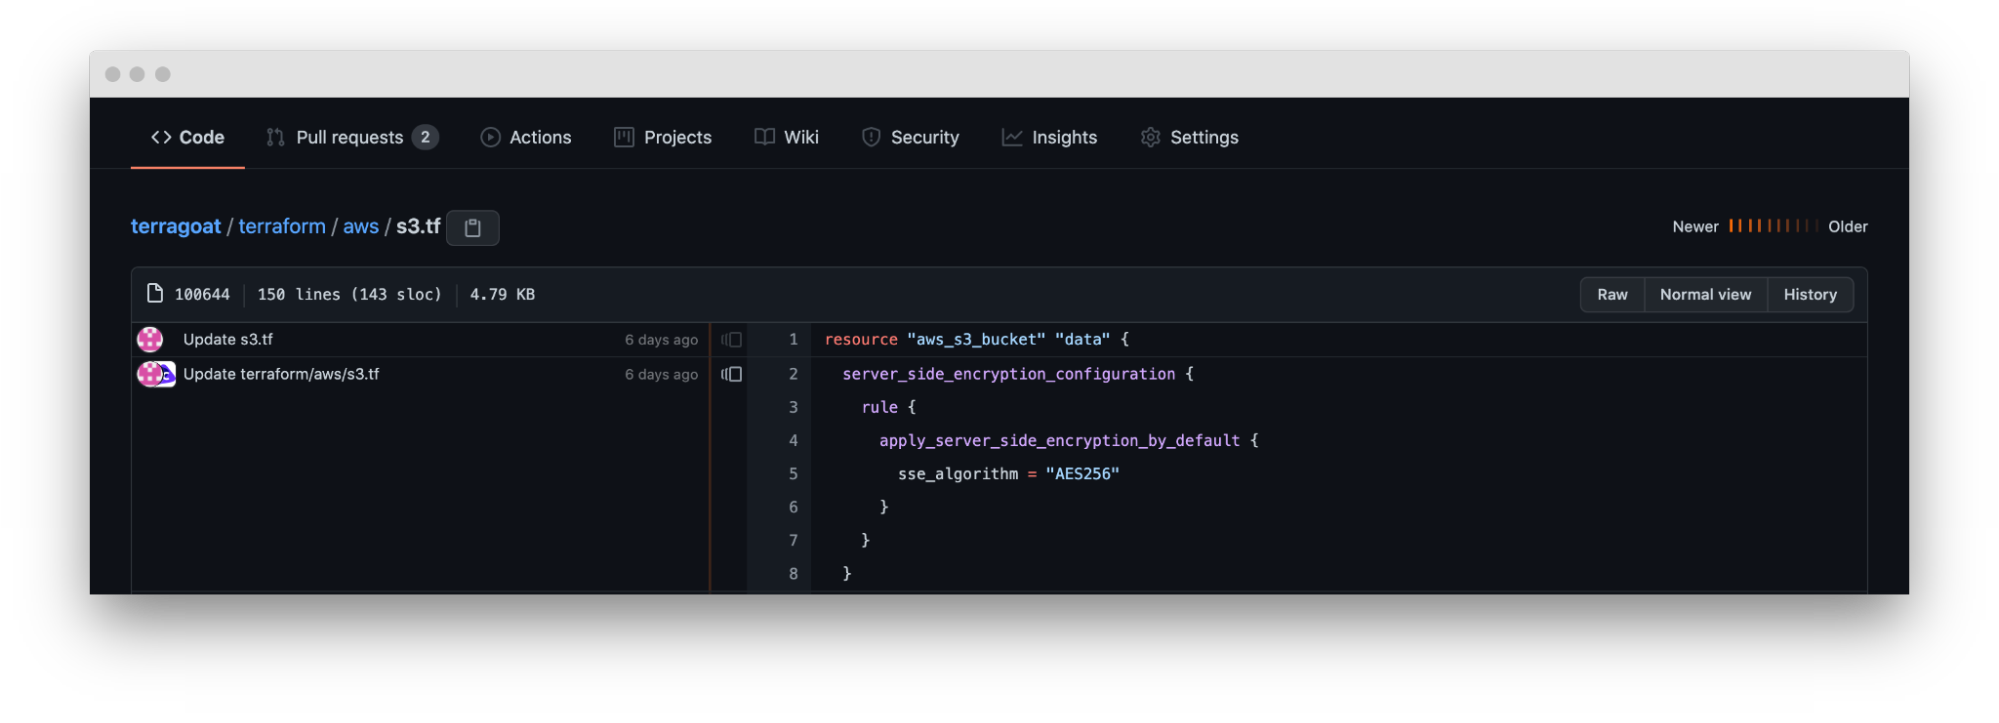 Code Pull requests 2 Actions Projects Wiki Security Insights Settings
terragoat / terraform / aws / s3.tf Newer Older
100644 150 lines (143 sloc) 4.79 KB Raw Normal view History
Update s3.tf 6 days ago 1 resource "aws_s3_bucket" "data" {
Update terraform/aws/s3.tf 6 days ago 2 server_side_encryption_configuration {
3 rule {
4 apply_server_side_encryption_by_default {
5 sse_algorithm = "AES256"
6 }
7 }
8 }